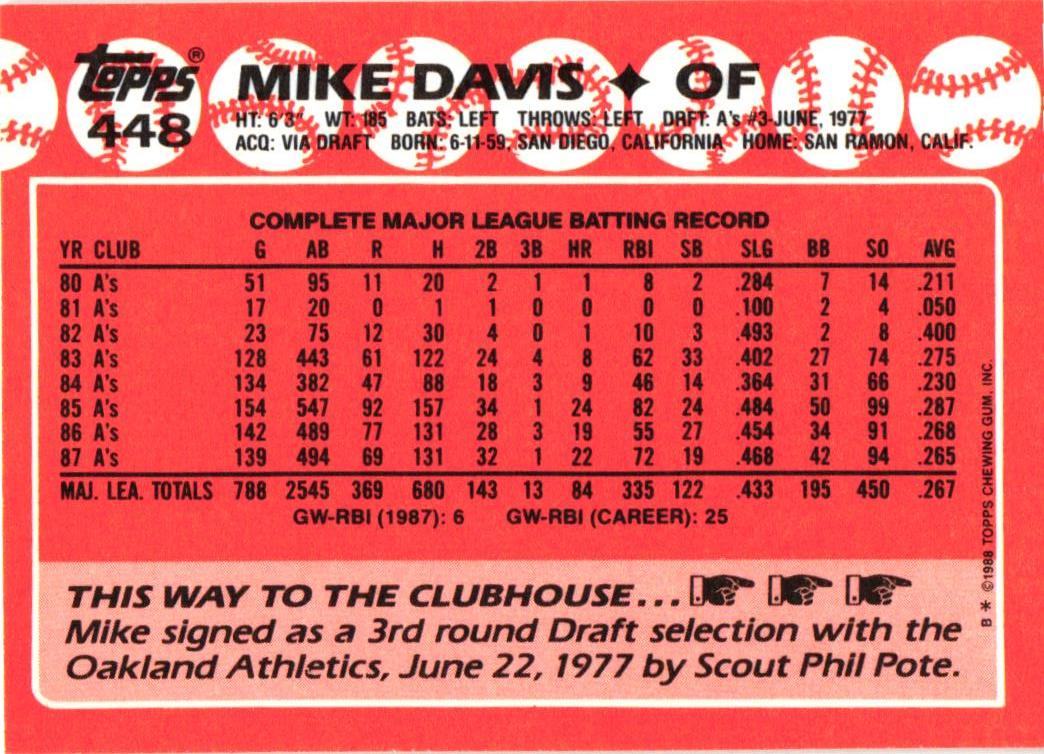 Topps®
448
MIKE DAVIS ✦ OF
HT: 6'3" WT: 185 BATS: LEFT THROWS: LEFT DRFT: A's #3-JUNE, 1977
ACQ: VIA DRAFT BORN: 6-11-59, SAN DIEGO, CALIFORNIA HOME: SAN RAMON, CALIF.
COMPLETE MAJOR LEAGUE BATTING RECORD
YR CLUB G AB R H 2B 3B HR RBI SB SLG BB SO AVG
80 A's 51 95 11 20 2 1 1 8 2 .284 7 14 .211
81 A's 17 20 0 1 1 0 0 0 0 .100 2 4 .050
82 A's 23 75 12 30 4 0 1 10 3 .493 2 8 .400
83 A's 128 443 61 122 24 4 8 62 33 .402 27 74 .275
84 A's 134 382 47 88 18 3 9 46 14 .364 31 66 .230
85 A's 154 547 92 157 34 1 24 82 24 .484 50 99 .287
86 A's 142 489 77 131 28 3 19 55 27 .454 34 91 .268
87 A's 139 494 69 131 32 1 22 72 19 .468 42 94 .265
MAJ. LEA. TOTALS 788 2545 369 680 143 13 84 335 122 .433 195 450 .267
GW-RBI (1987): 6 GW-RBI (CAREER): 25
THIS WAY TO THE CLUBHOUSE...
Mike signed as a 3rd round Draft selection with the
Oakland Athletics, June 22, 1977 by Scout Phil Pote.
B * ©1988 TOPPS CHEWING GUM. INC.